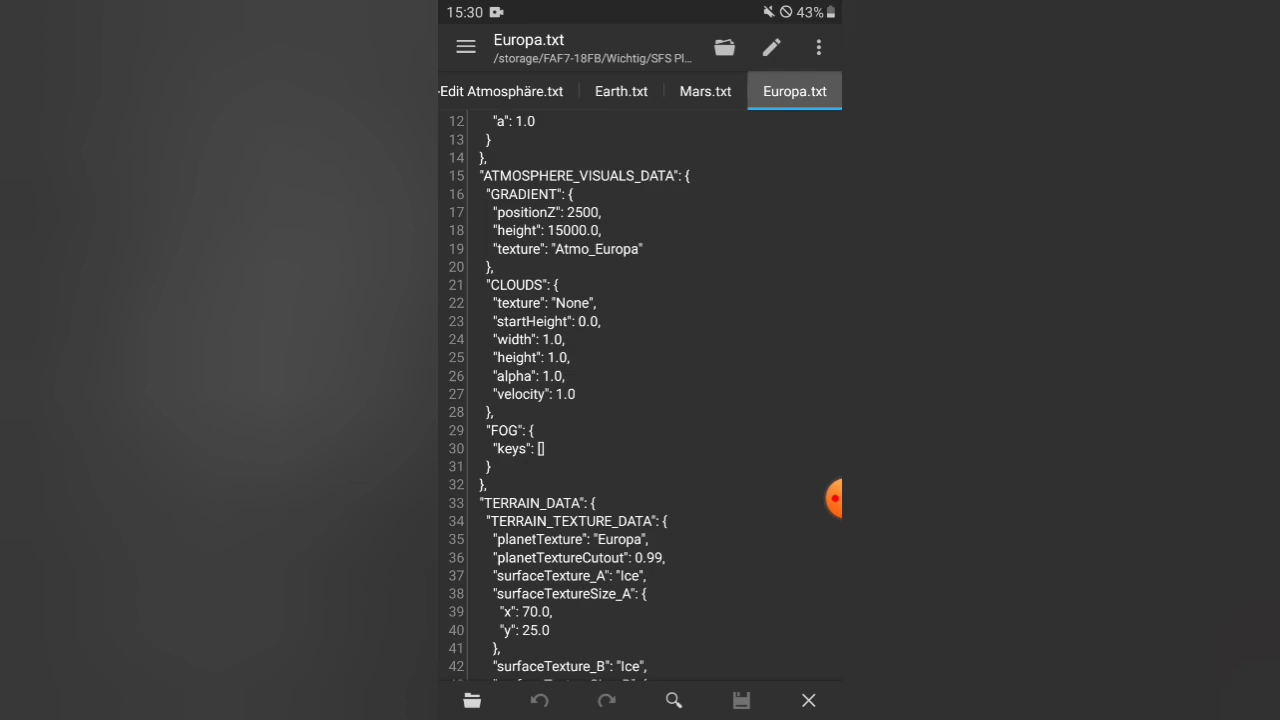 15:30
43%
Europa.txt
/storage/FAF7-18FB/Wichtig/SFS Pl...
-Edit Atmosphäre.txt
Earth.txt
Mars.txt
Europa.txt
12 "a": 1.0
13 }
14 },
15 "ATMOSPHERE_VISUALS_DATA": {
16 "GRADIENT": {
17 "positionZ": 2500,
18 "height": 15000.0,
19 "texture": "Atmo_Europa"
20 },
21 "CLOUDS": {
22 "texture": "None",
23 "startHeight": 0.0,
24 "width": 1.0,
25 "height": 1.0,
26 "alpha": 1.0,
27 "velocity": 1.0
28 },
29 "FOG": {
30 "keys": []
31 }
32 },
33 "TERRAIN_DATA": {
34 "TERRAIN_TEXTURE_DATA": {
35 "planetTexture": "Europa",
36 "planetTextureCutout": 0.99,
37 "surfaceTexture_A": "Ice",
38 "surfaceTextureSize_A": {
39 "x": 70.0,
40 "y": 25.0
41 },
42 "surfaceTexture_B": "Ice",